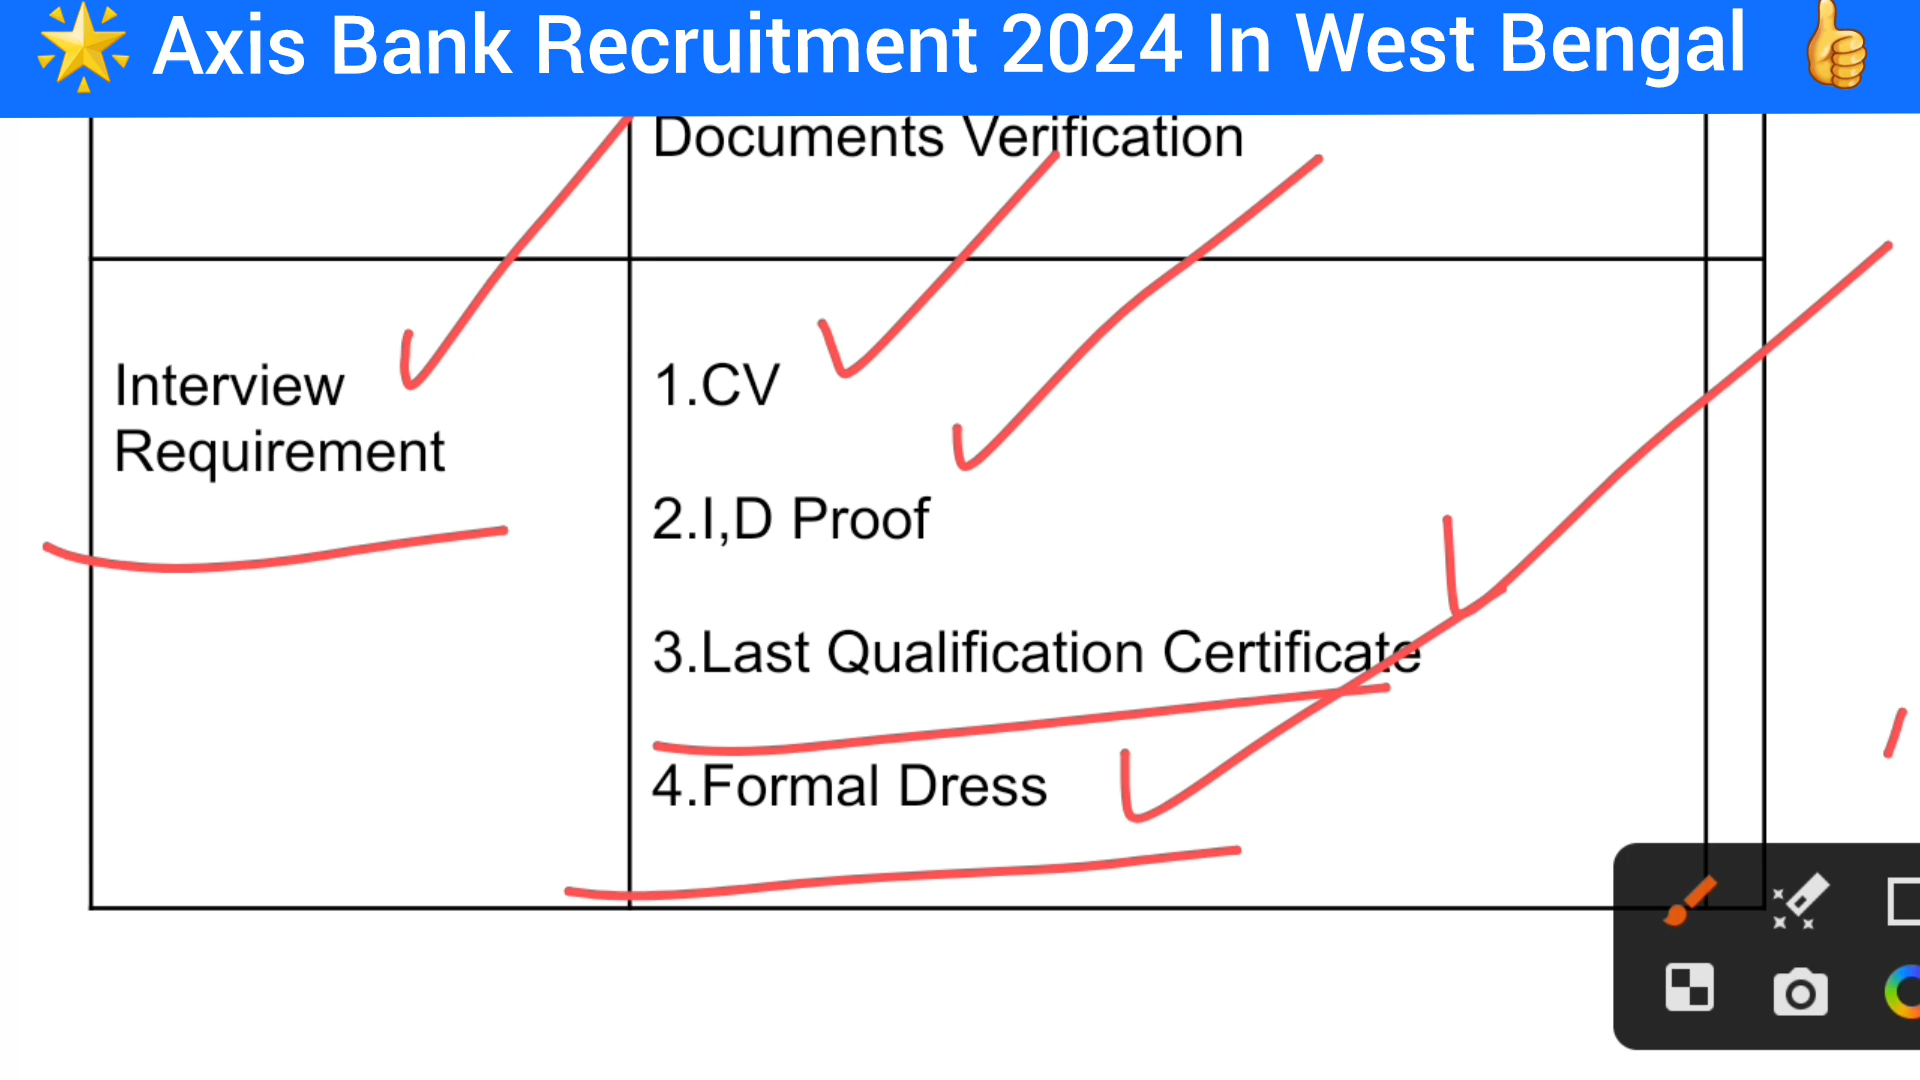 🌟 Axis Bank Recruitment 2024 In West Bengal 👍
Documents Verification
Interview
Requirement
1.CV
2.I,D Proof
3.Last Qualification Certificate
4.Formal Dress